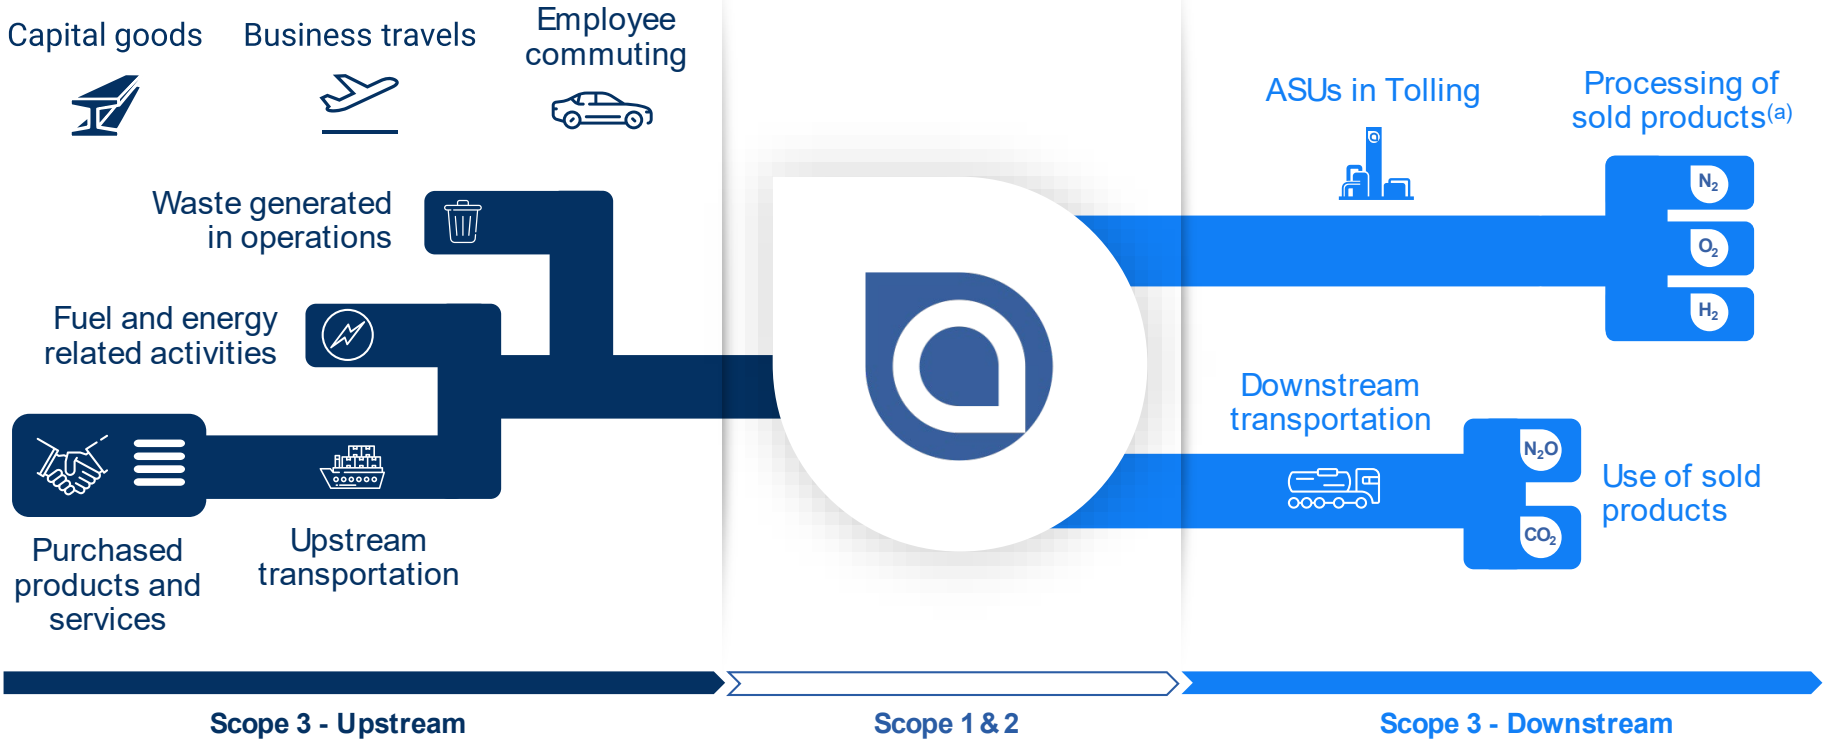 Capital goods
Business travels
Employee
commuting
Waste generated
in operations
Fuel and energy
related activities
Purchased
products and
services
Upstream
transportation
ASUs in Tolling
Processing of
sold products(a)
N₂
O₂
H₂
Downstream
transportation
N₂O
CO₂
Use of sold
products
Scope 3 - Upstream
Scope 1 & 2
Scope 3 - Downstream